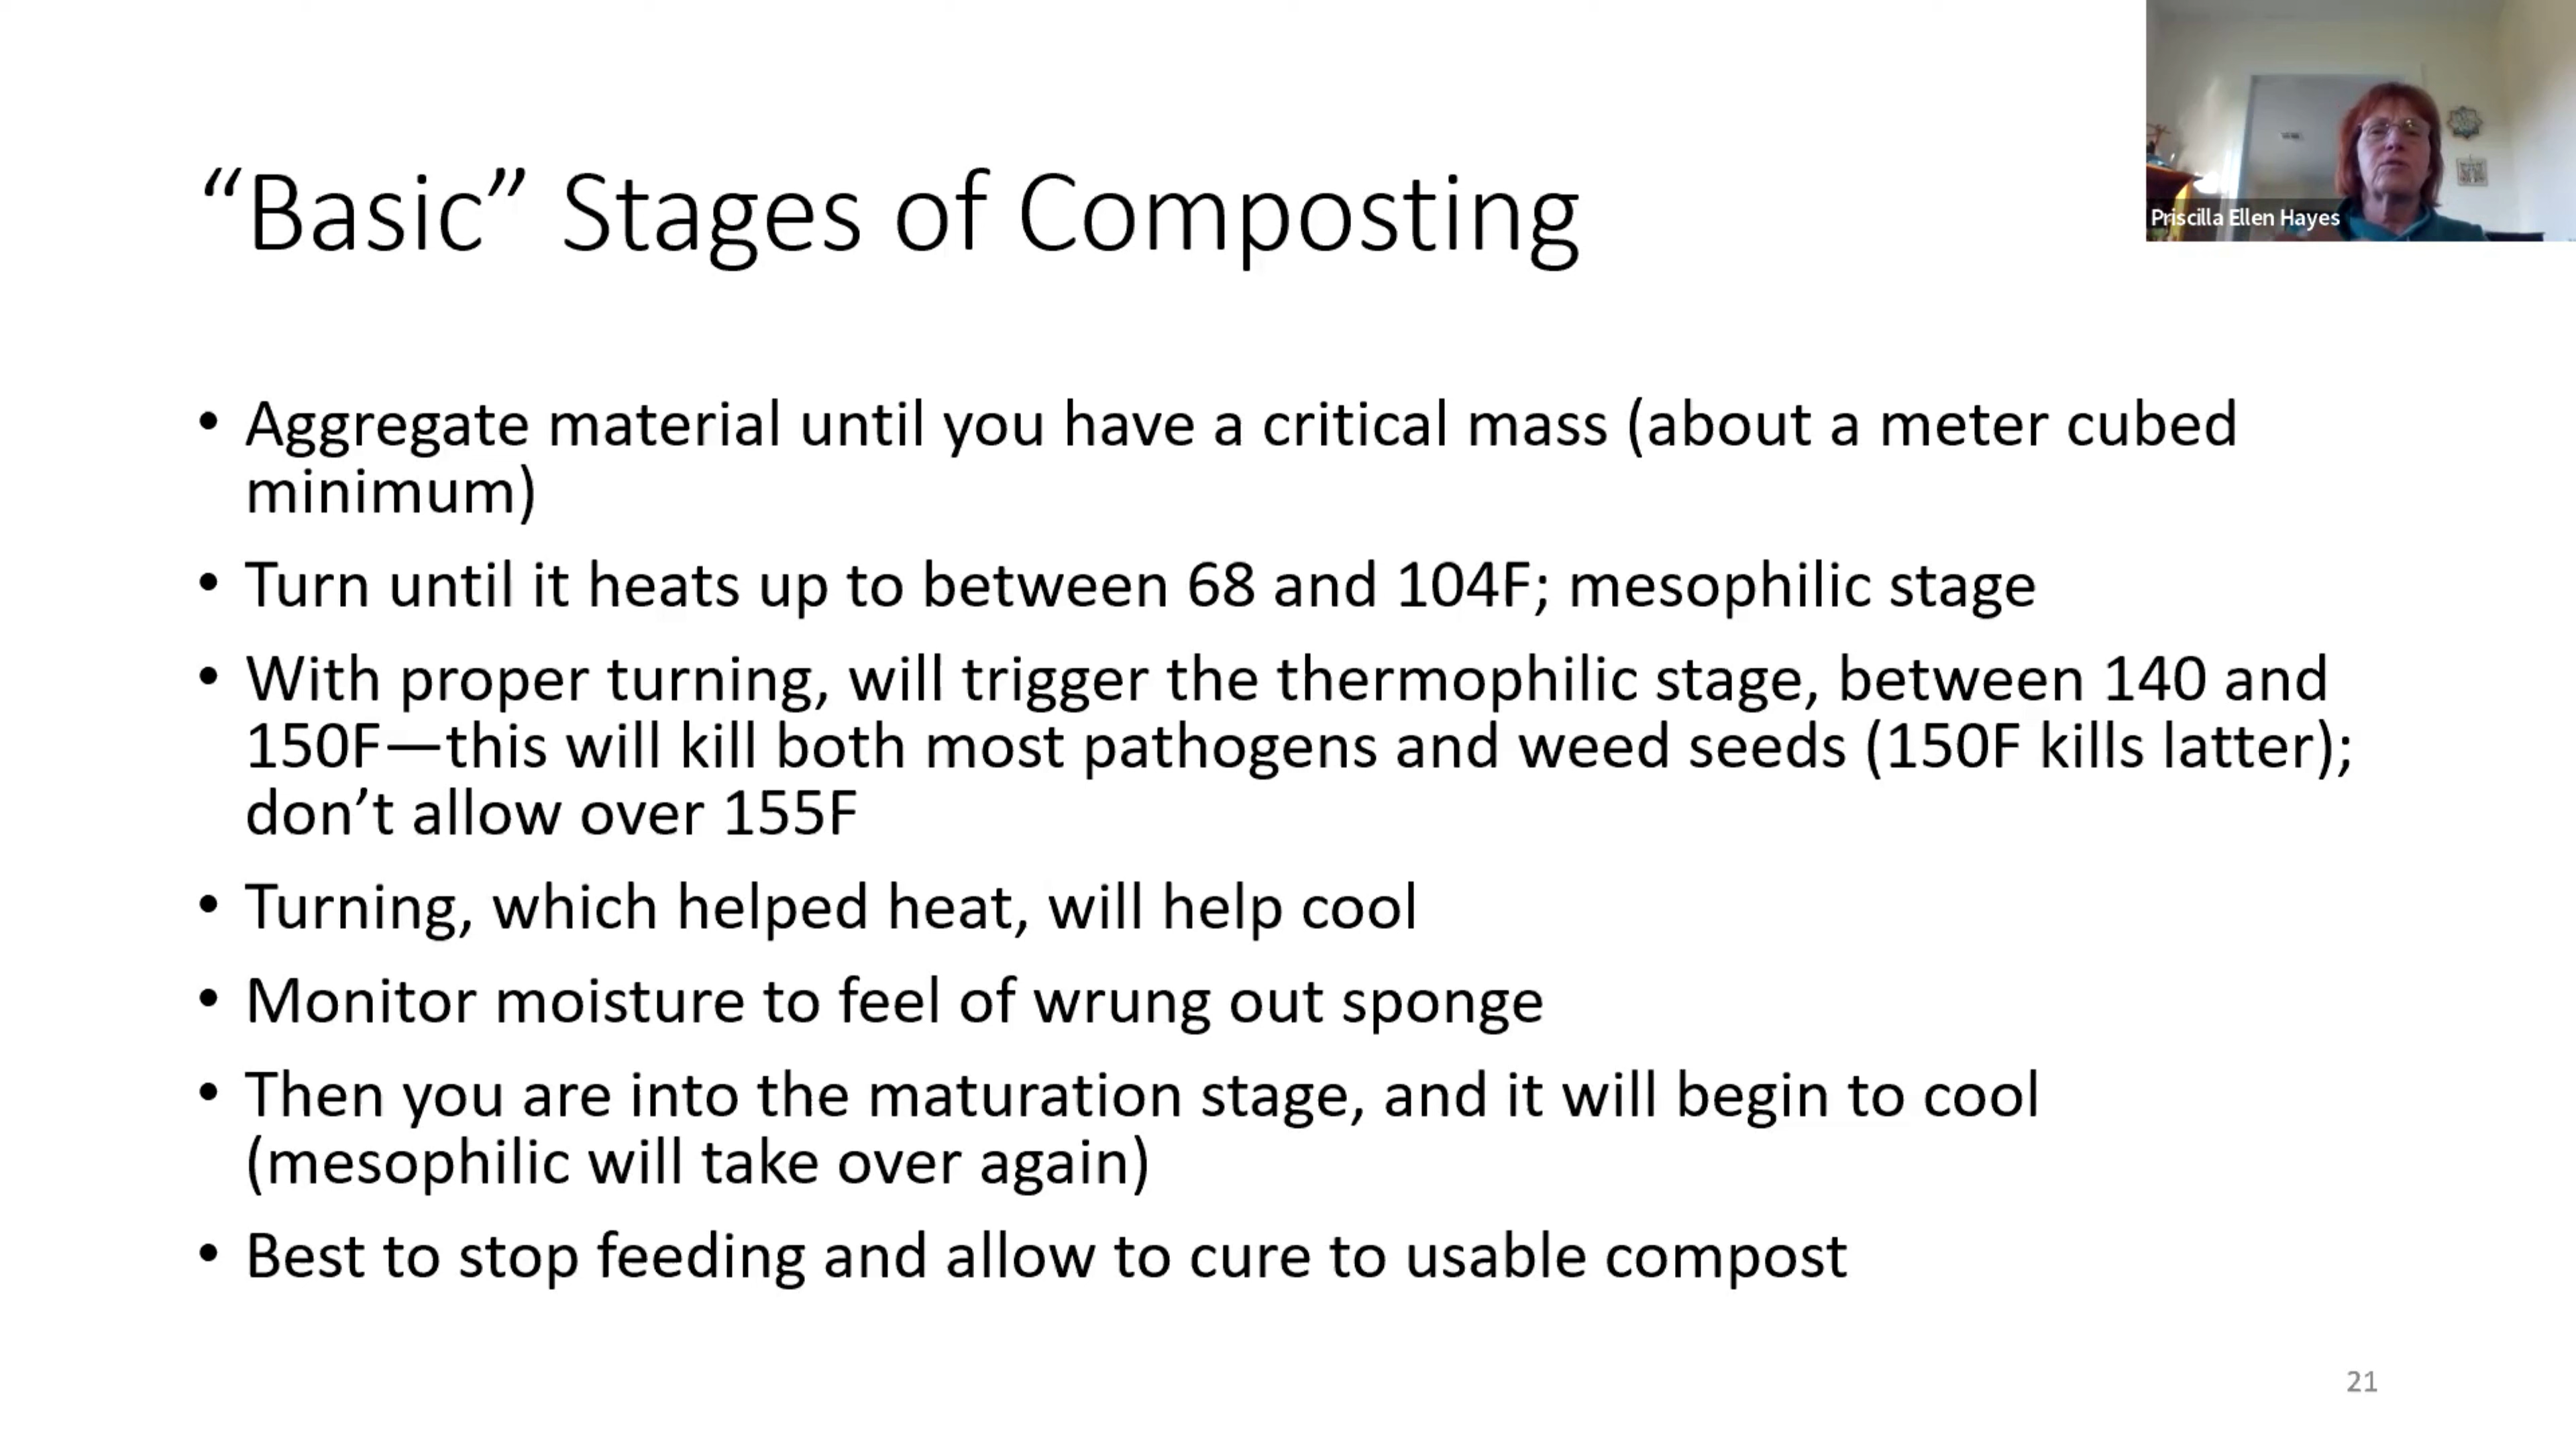 “Basic” Stages of Composting
Priscilla Ellen Hayes
• Aggregate material until you have a critical mass (about a meter cubed
minimum)
• Turn until it heats up to between 68 and 104F; mesophilic stage
• With proper turning, will trigger the thermophilic stage, between 140 and
150F—this will kill both most pathogens and weed seeds (150F kills latter);
don’t allow over 155F
• Turning, which helped heat, will help cool
• Monitor moisture to feel of wrung out sponge
• Then you are into the maturation stage, and it will begin to cool
(mesophilic will take over again)
• Best to stop feeding and allow to cure to usable compost
21